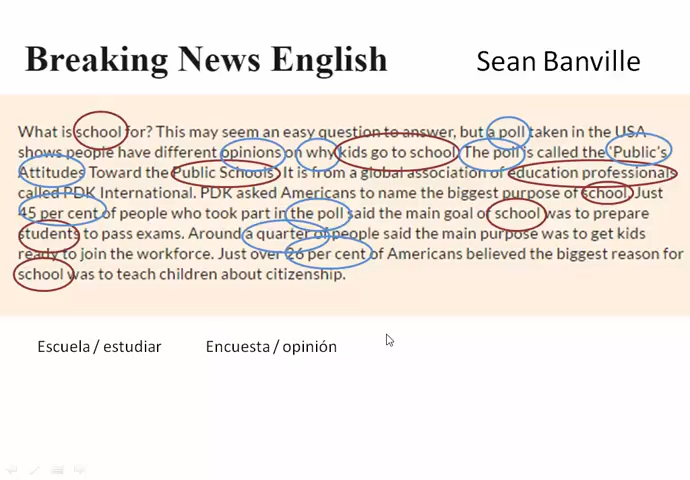 Breaking News English
Sean Banville
What is school for? This may seem an easy question to answer, but a poll taken in the USA
shows people have different opinions on why kids go to school. The poll is called the 'Public's
Attitudes Toward the Public Schools'. It is from a global association of education professionals
called PDK International. PDK asked Americans to name the biggest purpose of school. Just
45 per cent of people who took part in the poll said the main goal of school was to prepare
students to pass exams. Around a quarter of people said the main purpose was to get kids
ready to join the workforce. Just over 26 per cent of Americans believed the biggest reason for
school was to teach children about citizenship.
Escuela / estudiar
Encuesta / opinión